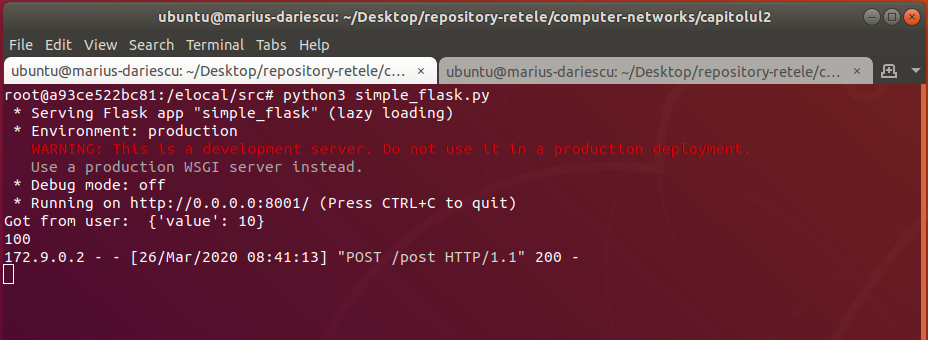 ubuntu@marius-dariescu: ~/Desktop/repository-retele/computer-networks/capitolul2
File Edit View Search Terminal Tabs Help
ubuntu@marius-dariescu: ~/Desktop/repository-retele/c... × ubuntu@marius-dariescu: ~/Desktop/repository-retele/c... ×
root@a93ce522bc81:/elocal/src# python3 simple_flask.py
 * Serving Flask app "simple_flask" (lazy loading)
 * Environment: production
   WARNING: This is a development server. Do not use it in a production deployment.
   Use a production WSGI server instead.
 * Debug mode: off
 * Running on http://0.0.0.0:8001/ (Press CTRL+C to quit)
Got from user:  {'value': 10}
100
172.9.0.2 - - [26/Mar/2020 08:41:13] "POST /post HTTP/1.1" 200 -